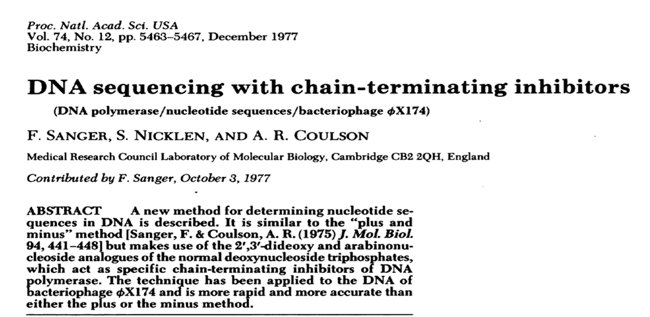 Proc. Natl. Acad. Sci. USA
Vol. 74, No. 12, pp. 5463–5467, December 1977
Biochemistry
DNA sequencing with chain-terminating inhibitors
(DNA polymerase/nucleotide sequences/bacteriophage ϕX174)
F. SANGER, S. NICKLEN, AND A. R. COULSON
Medical Research Council Laboratory of Molecular Biology, Cambridge CB2 2QH, England
Contributed by F. Sanger, October 3, 1977
ABSTRACT A new method for determining nucleotide se-
quences in DNA is described. It is similar to the “plus and
minus” method [Sanger, F. & Coulson, A. R. (1975) J. Mol. Biol.
94, 441–448] but makes use of the 2′,3′-dideoxy and arabinonu-
cleoside analogues of the normal deoxynucleoside triphosphates,
which act as specific chain-terminating inhibitors of DNA
polymerase. The technique has been applied to the DNA of
bacteriophage ϕX174 and is more rapid and more accurate than
either the plus or the minus method.